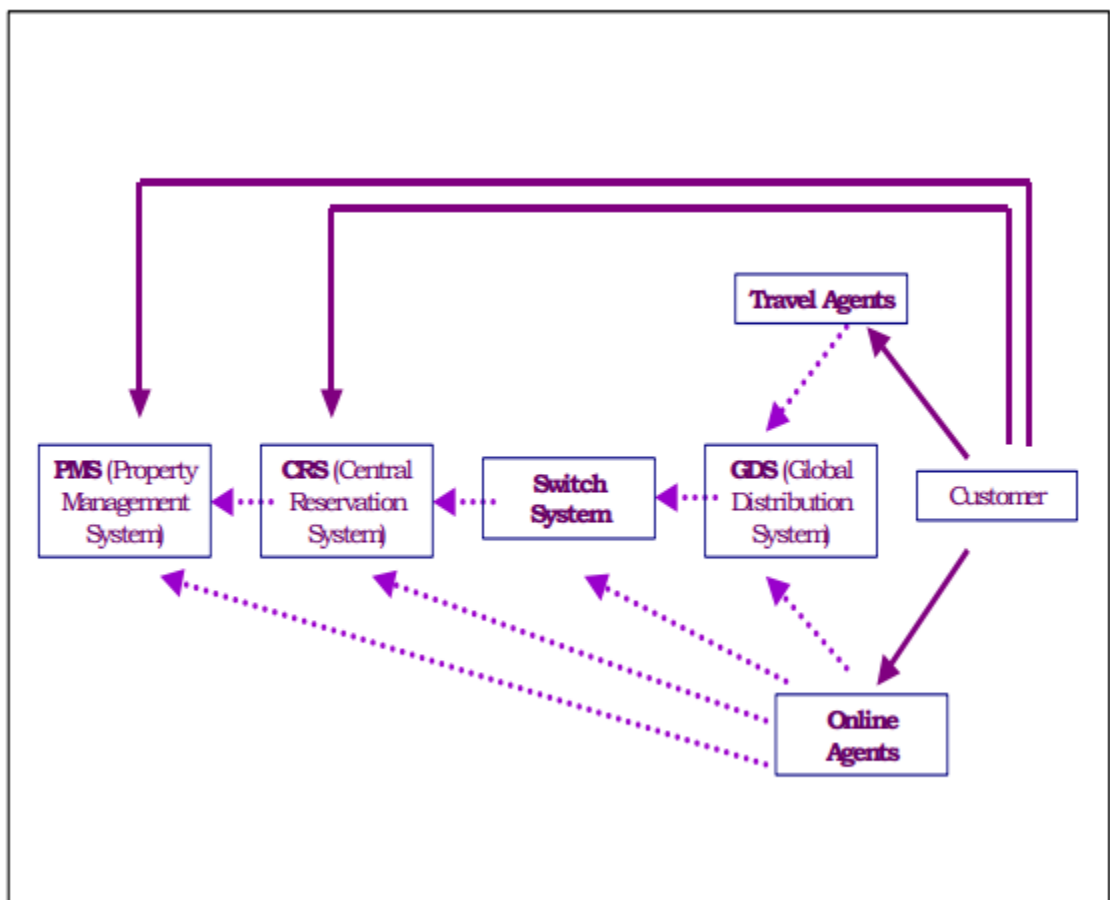 Travel Agents
PMS (Property
Management
System)
CRS (Central
Reservation
System)
Switch
System
GDS (Global
Distribution
System)
Customer
Online
Agents